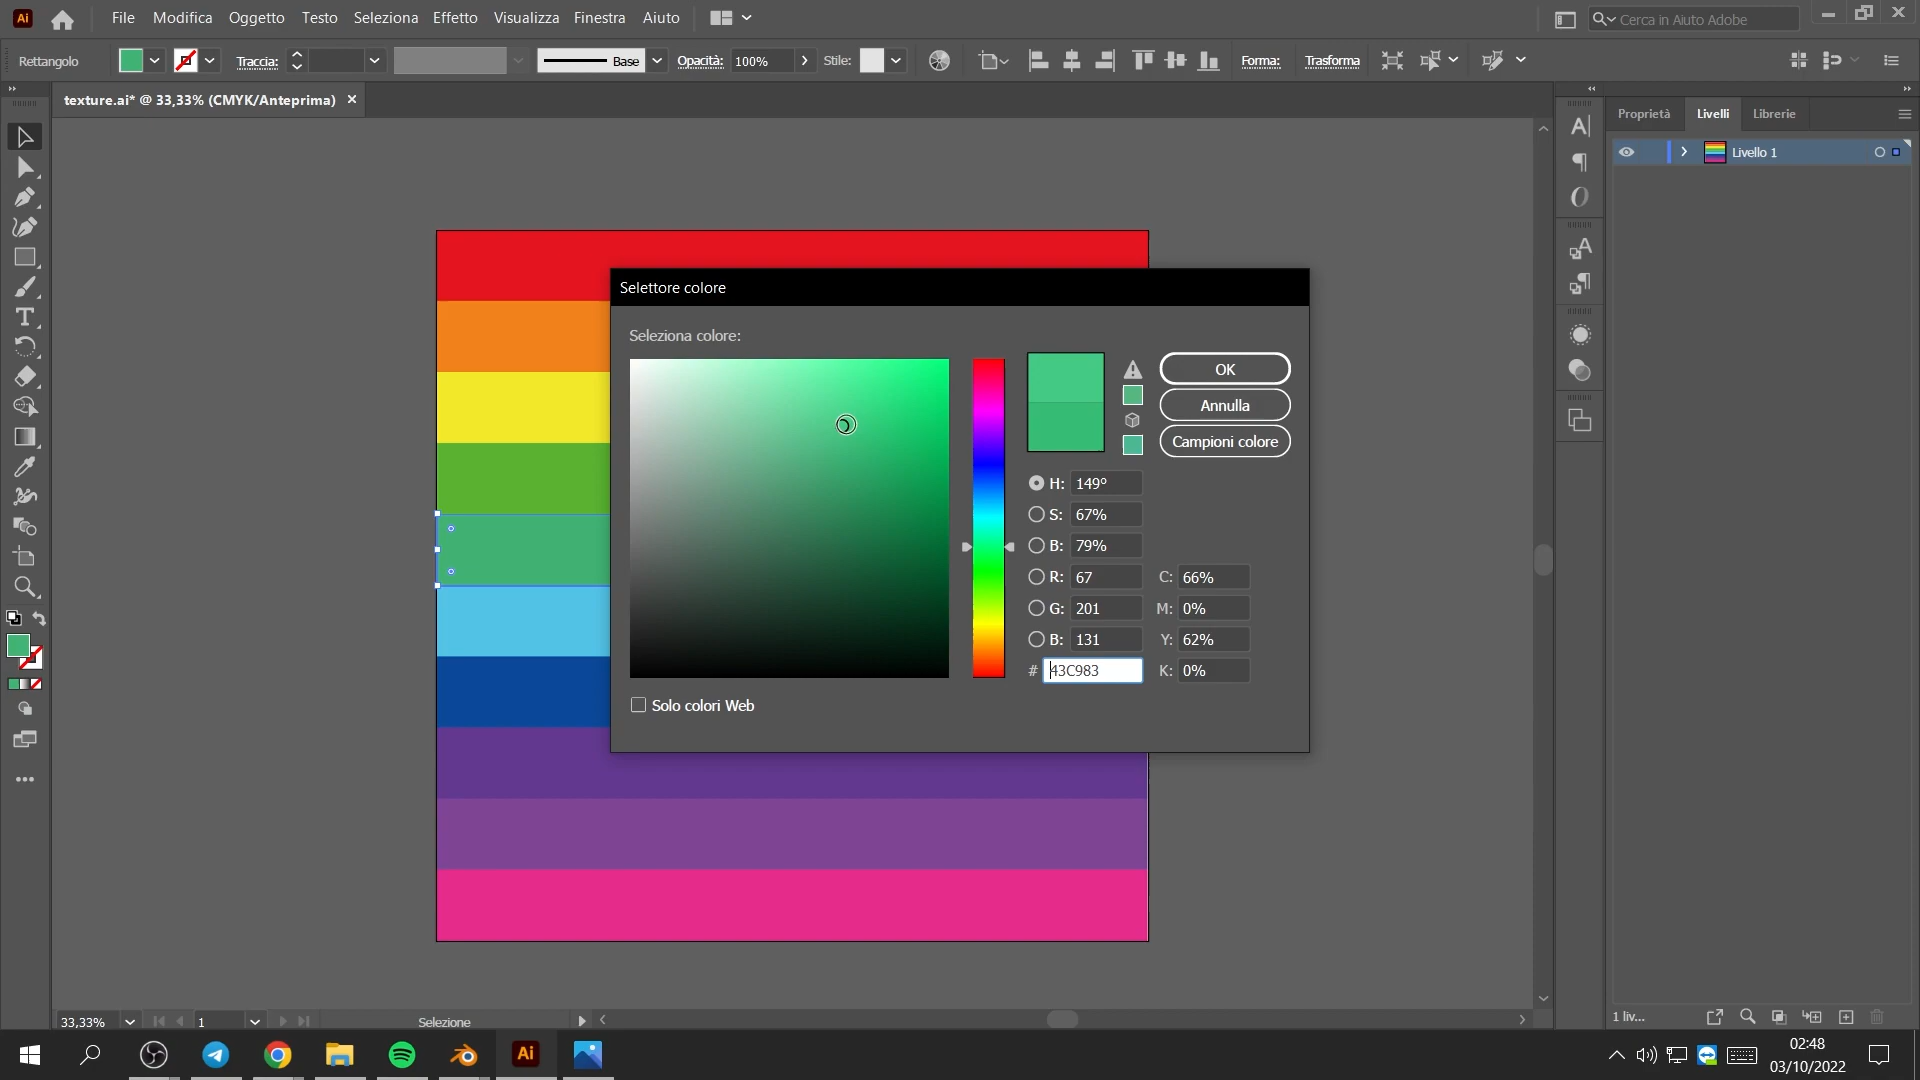 Ai File Modifica Oggetto Testo Seleziona Effetto Visualizza Finestra Aiuto Cerca in Aiuto Adobe
Rettangolo Traccia: Base Opacità: 100% Stile: Forma: Trasforma
texture.ai* @ 33,33% (CMYK/Anteprima)
Proprietà Livelli Librerie
Livello 1
Selettore colore
Seleziona colore:
OK
Annulla
Campioni colore
H: 149°
S: 67%
B: 79%
R: 67 C: 66%
G: 201 M: 0%
B: 131 Y: 62%
# 43C983 K: 0%
Solo colori Web
33,33% 1 Selezione
1 liv...
Ai
02:48
03/10/2022